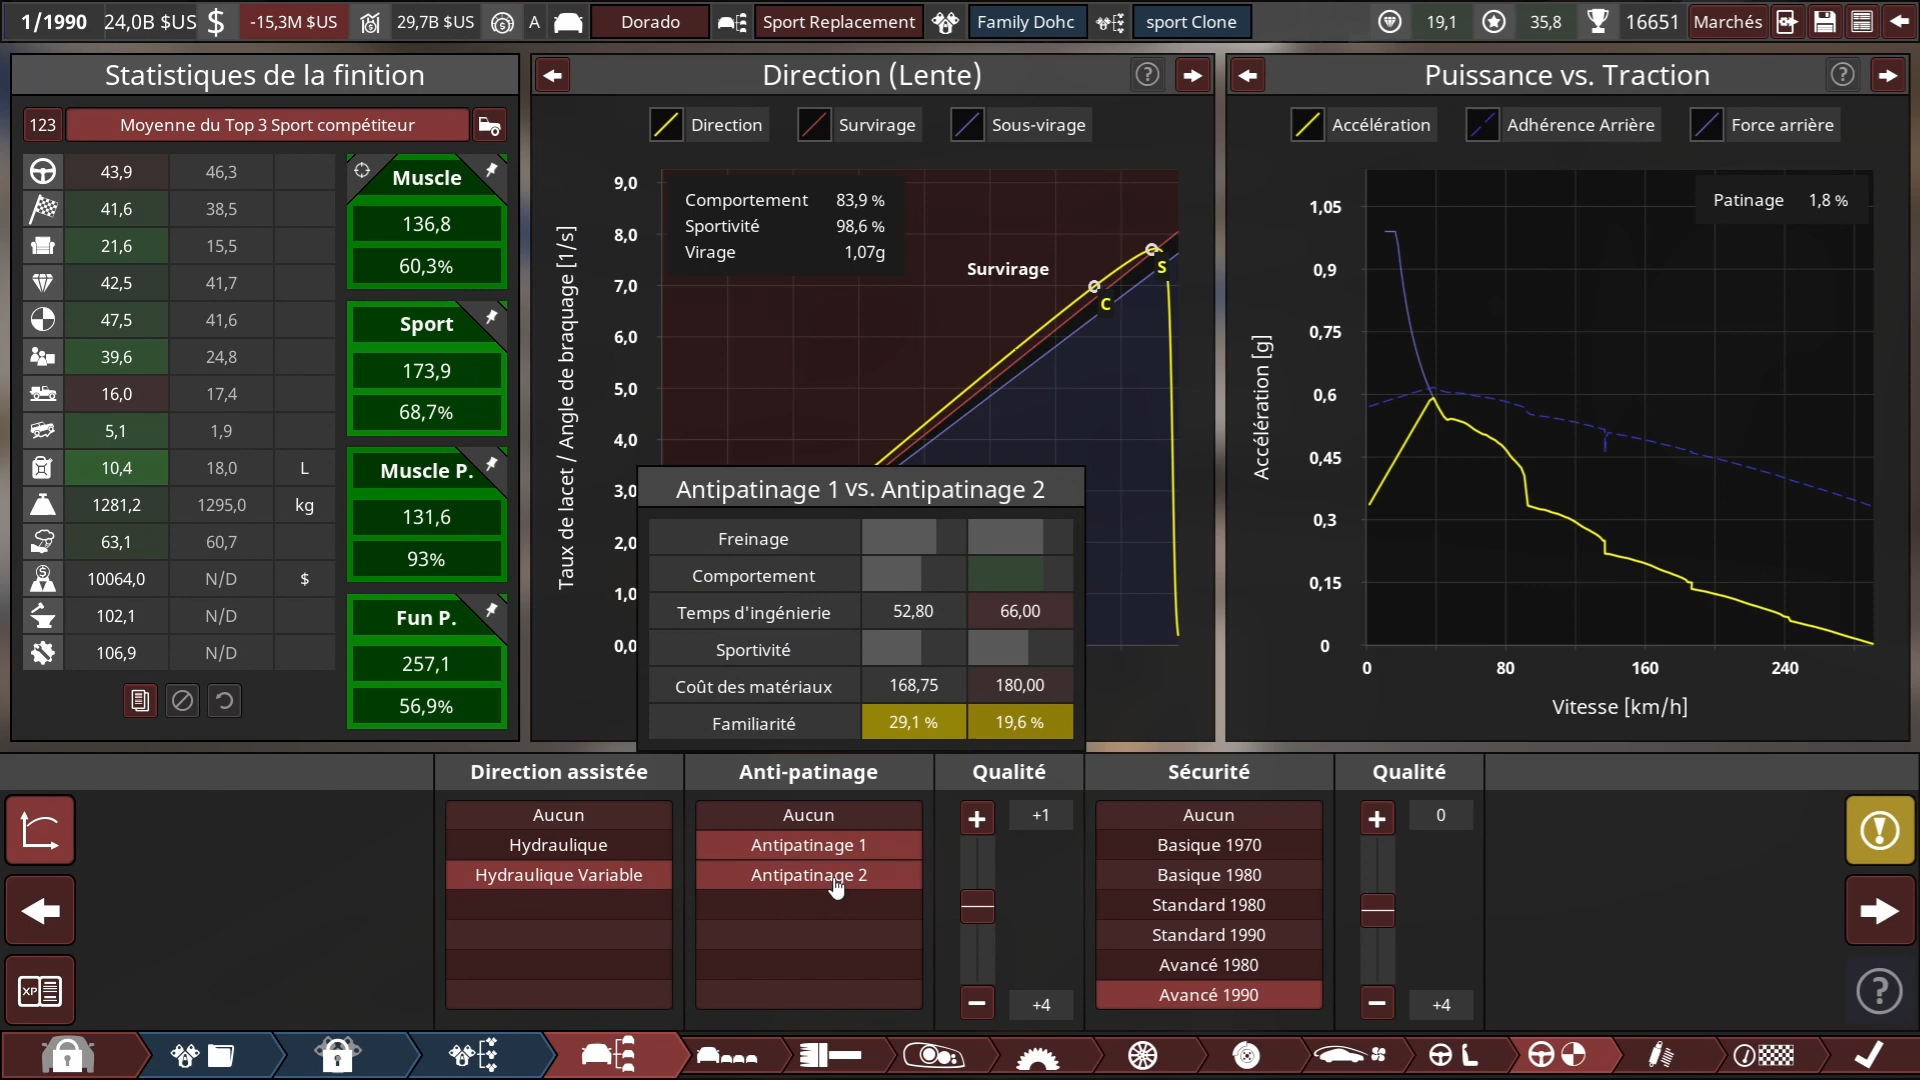 1/1990
24,0B $US
$
-15,3M $US
29,7B $US
A
Dorado
Sport Replacement
Family Dohc
sport Clone
19,1
35,8
16651
Marchés
Statistiques de la finition
123
Moyenne du Top 3 Sport compétiteur
43,9
46,3
41,6
38,5
21,6
15,5
42,5
41,7
47,5
41,6
39,6
24,8
16,0
17,4
5,1
1,9
10,4
18,0
L
1281,2
1295,0
kg
63,1
60,7
10064,0
N/D
$
102,1
N/D
106,9
N/D
Muscle
136,8
60,3%
Sport
173,9
68,7%
Muscle P.
131,6
93%
Fun P.
257,1
56,9%
Direction (Lente)
?
Direction
Survirage
Sous-virage
Taux de lacet / Angle de braquage [1/s]
9,0
8,0
7,0
6,0
5,0
4,0
3,0
2,0
1,0
0,0
Comportement 83,9 %
Sportivité 98,6 %
Virage 1,07g
Survirage
S
C
Antipatinage 1 vs. Antipatinage 2
Freinage
Comportement
Temps d'ingénierie 52,80 66,00
Sportivité
Coût des matériaux 168,75 180,00
Familiarité 29,1 % 19,6 %
Puissance vs. Traction
?
Accélération
Adhérence Arrière
Force arrière
Patinage 1,8 %
Accélération [g]
1,05
0,9
0,75
0,6
0,45
0,3
0,15
0
0
80
160
240
Vitesse [km/h]
Direction assistée
Aucun
Hydraulique
Hydraulique Variable
Anti-patinage
Aucun
Antipatinage 1
Antipatinage 2
Qualité
+
+1
−
+4
Sécurité
Aucun
Basique 1970
Basique 1980
Standard 1980
Standard 1990
Avancé 1980
Avancé 1990
Qualité
+
0
−
+4
XP
!
?